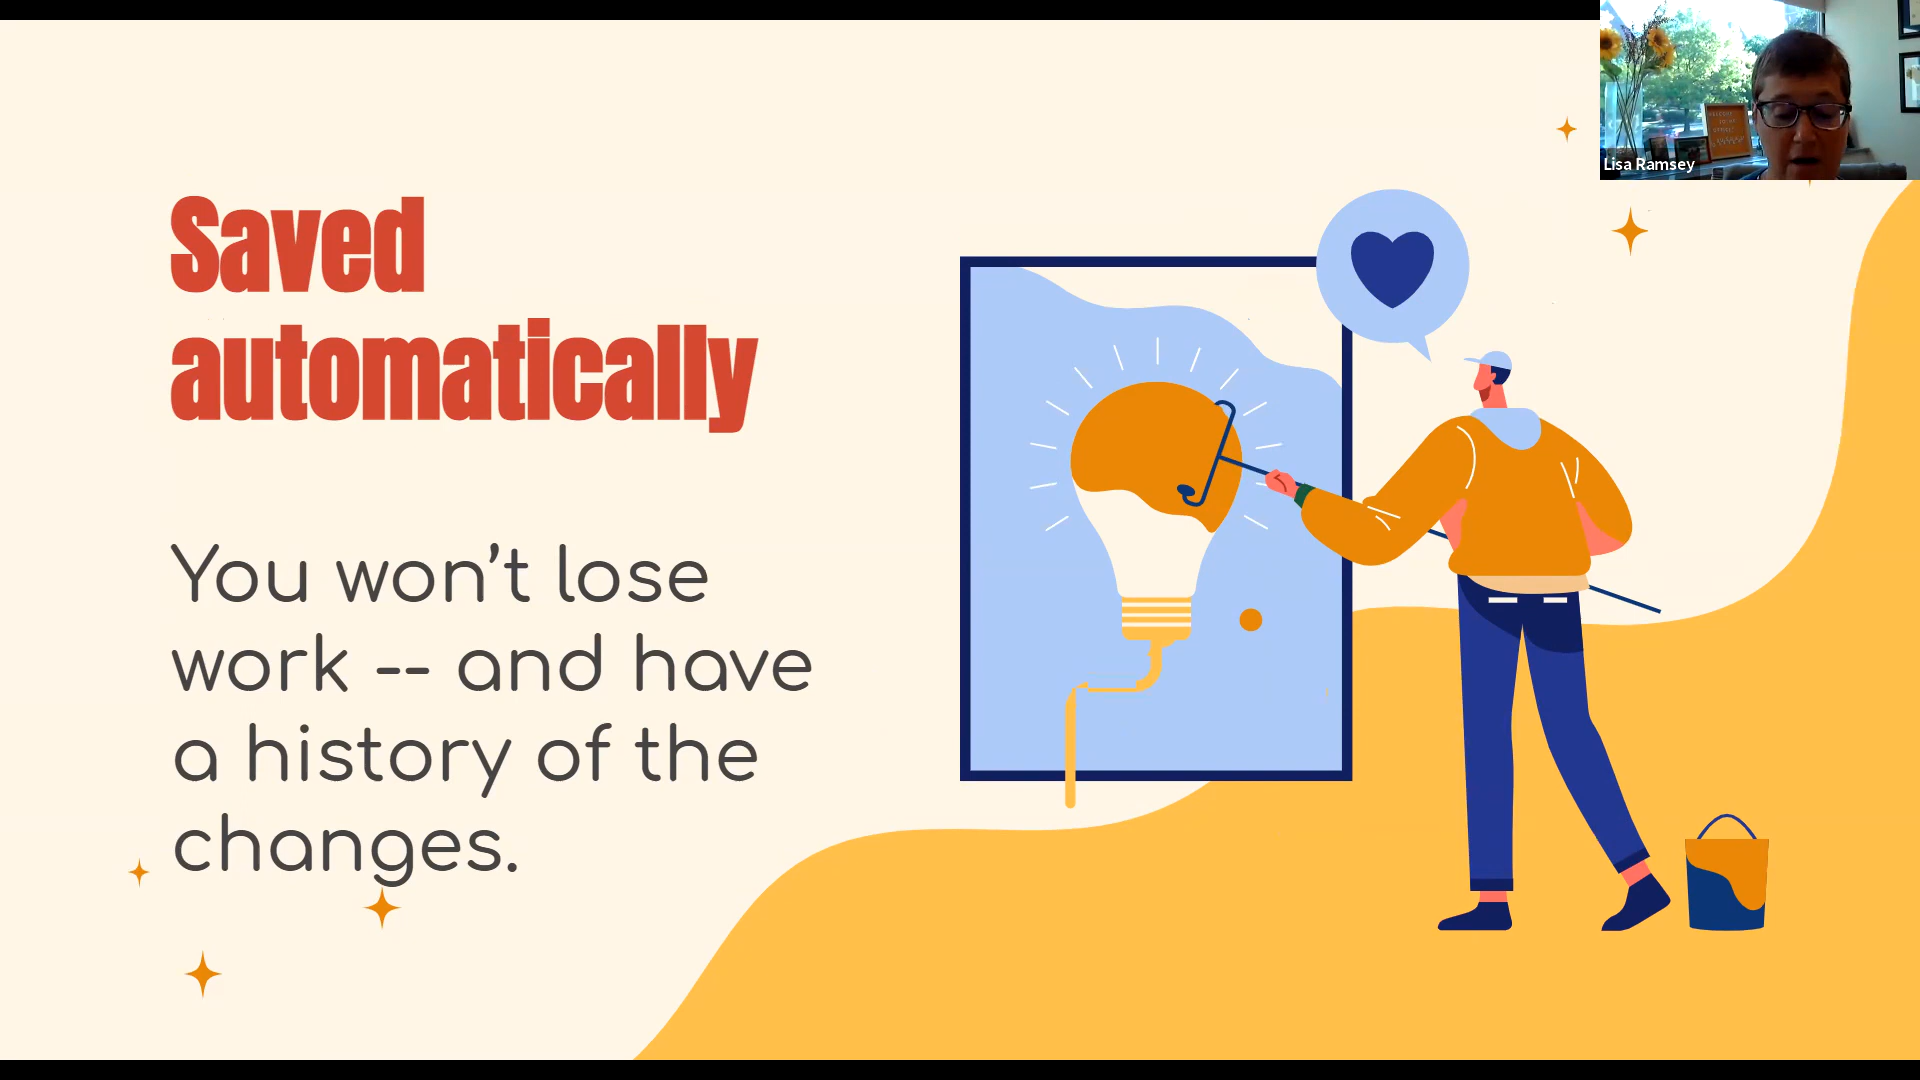 Saved
automatically
You won’t lose
work -- and have
a history of the
changes.
Lisa Ramsey